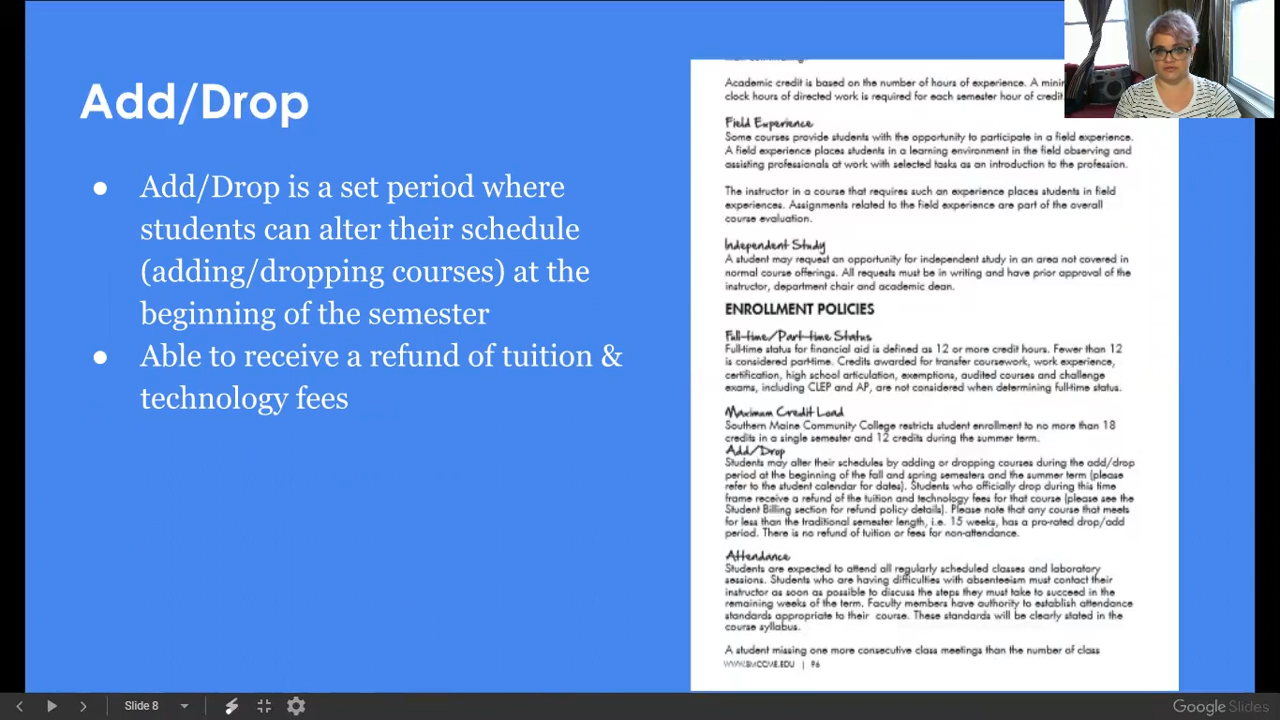 Add/Drop
● Add/Drop is a set period where
students can alter their schedule
(adding/dropping courses) at the
beginning of the semester
● Able to receive a refund of tuition &
technology fees
Academic credit is based on the number of hours of experience. A
clock hours of directed work is required for each semester hour of credit
Field Experience
Some courses provide students with the opportunity to participate in a field experience.
A field experience places students in a learning environment in the field observing and
assisting professionals at work with selected tasks as an introduction to the profession.
The instructor in a course that requires such an experience places students in field
experiences. Assignments related to the field experience are part of the overall
course evaluation.
Independent Study
A student may request an opportunity for independent study in an area not covered in
normal course offerings. All requests must be in writing and have prior approval of the
instructor, department chair and academic dean.
ENROLLMENT POLICIES
Full-time/Part-time Status
Full-time status for financial aid is defined as 12 or more credit hours. Fewer than 12
is considered part-time. Credits awarded for transfer coursework, work experience,
certification, high school articulation, exemptions, audited courses and challenge
exams, including CLEP and AP, are not considered when determining full-time status.
Maximum Credit Load
Southern Maine Community College restricts student enrollment to no more than 18
credits in a single semester and 12 credits during the summer term.
Add/Drop
Students may alter their schedules by adding or dropping courses during the add/drop
period at the beginning of the fall and spring semesters and the summer term (please
refer to the student calendar for dates). Students who officially drop during this time
frame receive a refund of the tuition and technology fees for that course (please see the
Student Billing section for refund policy details). Please note that any course that meets
for less than the traditional semester length, i.e. 15 weeks, has a pro-rated drop/add
period. There is no refund of tuition or fees for non-attendance.
Attendance
Students are expected to attend all regularly scheduled classes and laboratory
sessions. Students who are having difficulties with absenteeism must contact their
instructor as soon as possible to discuss the steps they must take to succeed in the
remaining weeks of the term. Faculty members have authority to establish attendance
standards appropriate to their course. These standards will be clearly stated in the
course syllabus.
A student missing one more consecutive class meetings than the number of class
WWW.SMCCME.EDU | 96
Slide 8
Google Slides